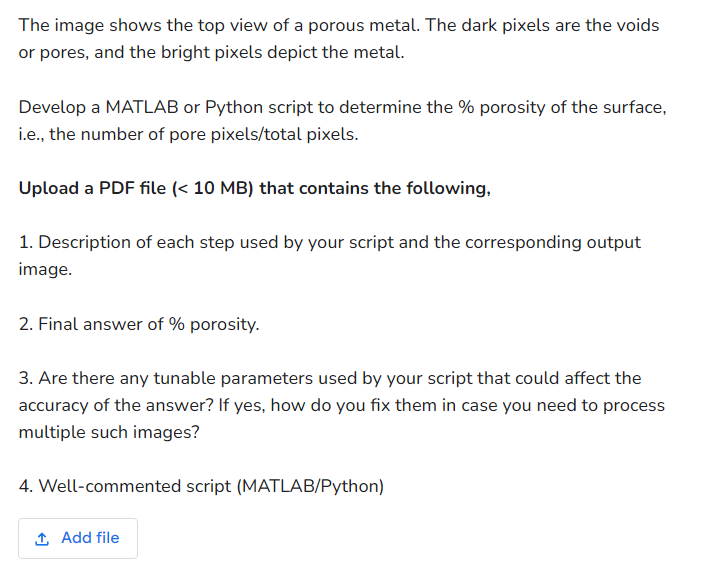 The image shows the top view of a porous metal. The dark pixels are the voids
or pores, and the bright pixels depict the metal.
Develop a MATLAB or Python script to determine the % porosity of the surface,
i.e., the number of pore pixels/total pixels.
Upload a PDF file (< 10 MB) that contains the following,
1. Description of each step used by your script and the corresponding output
image.
2. Final answer of % porosity.
3. Are there any tunable parameters used by your script that could affect the
accuracy of the answer? If yes, how do you fix them in case you need to process
multiple such images?
4. Well-commented script (MATLAB/Python)
Add file